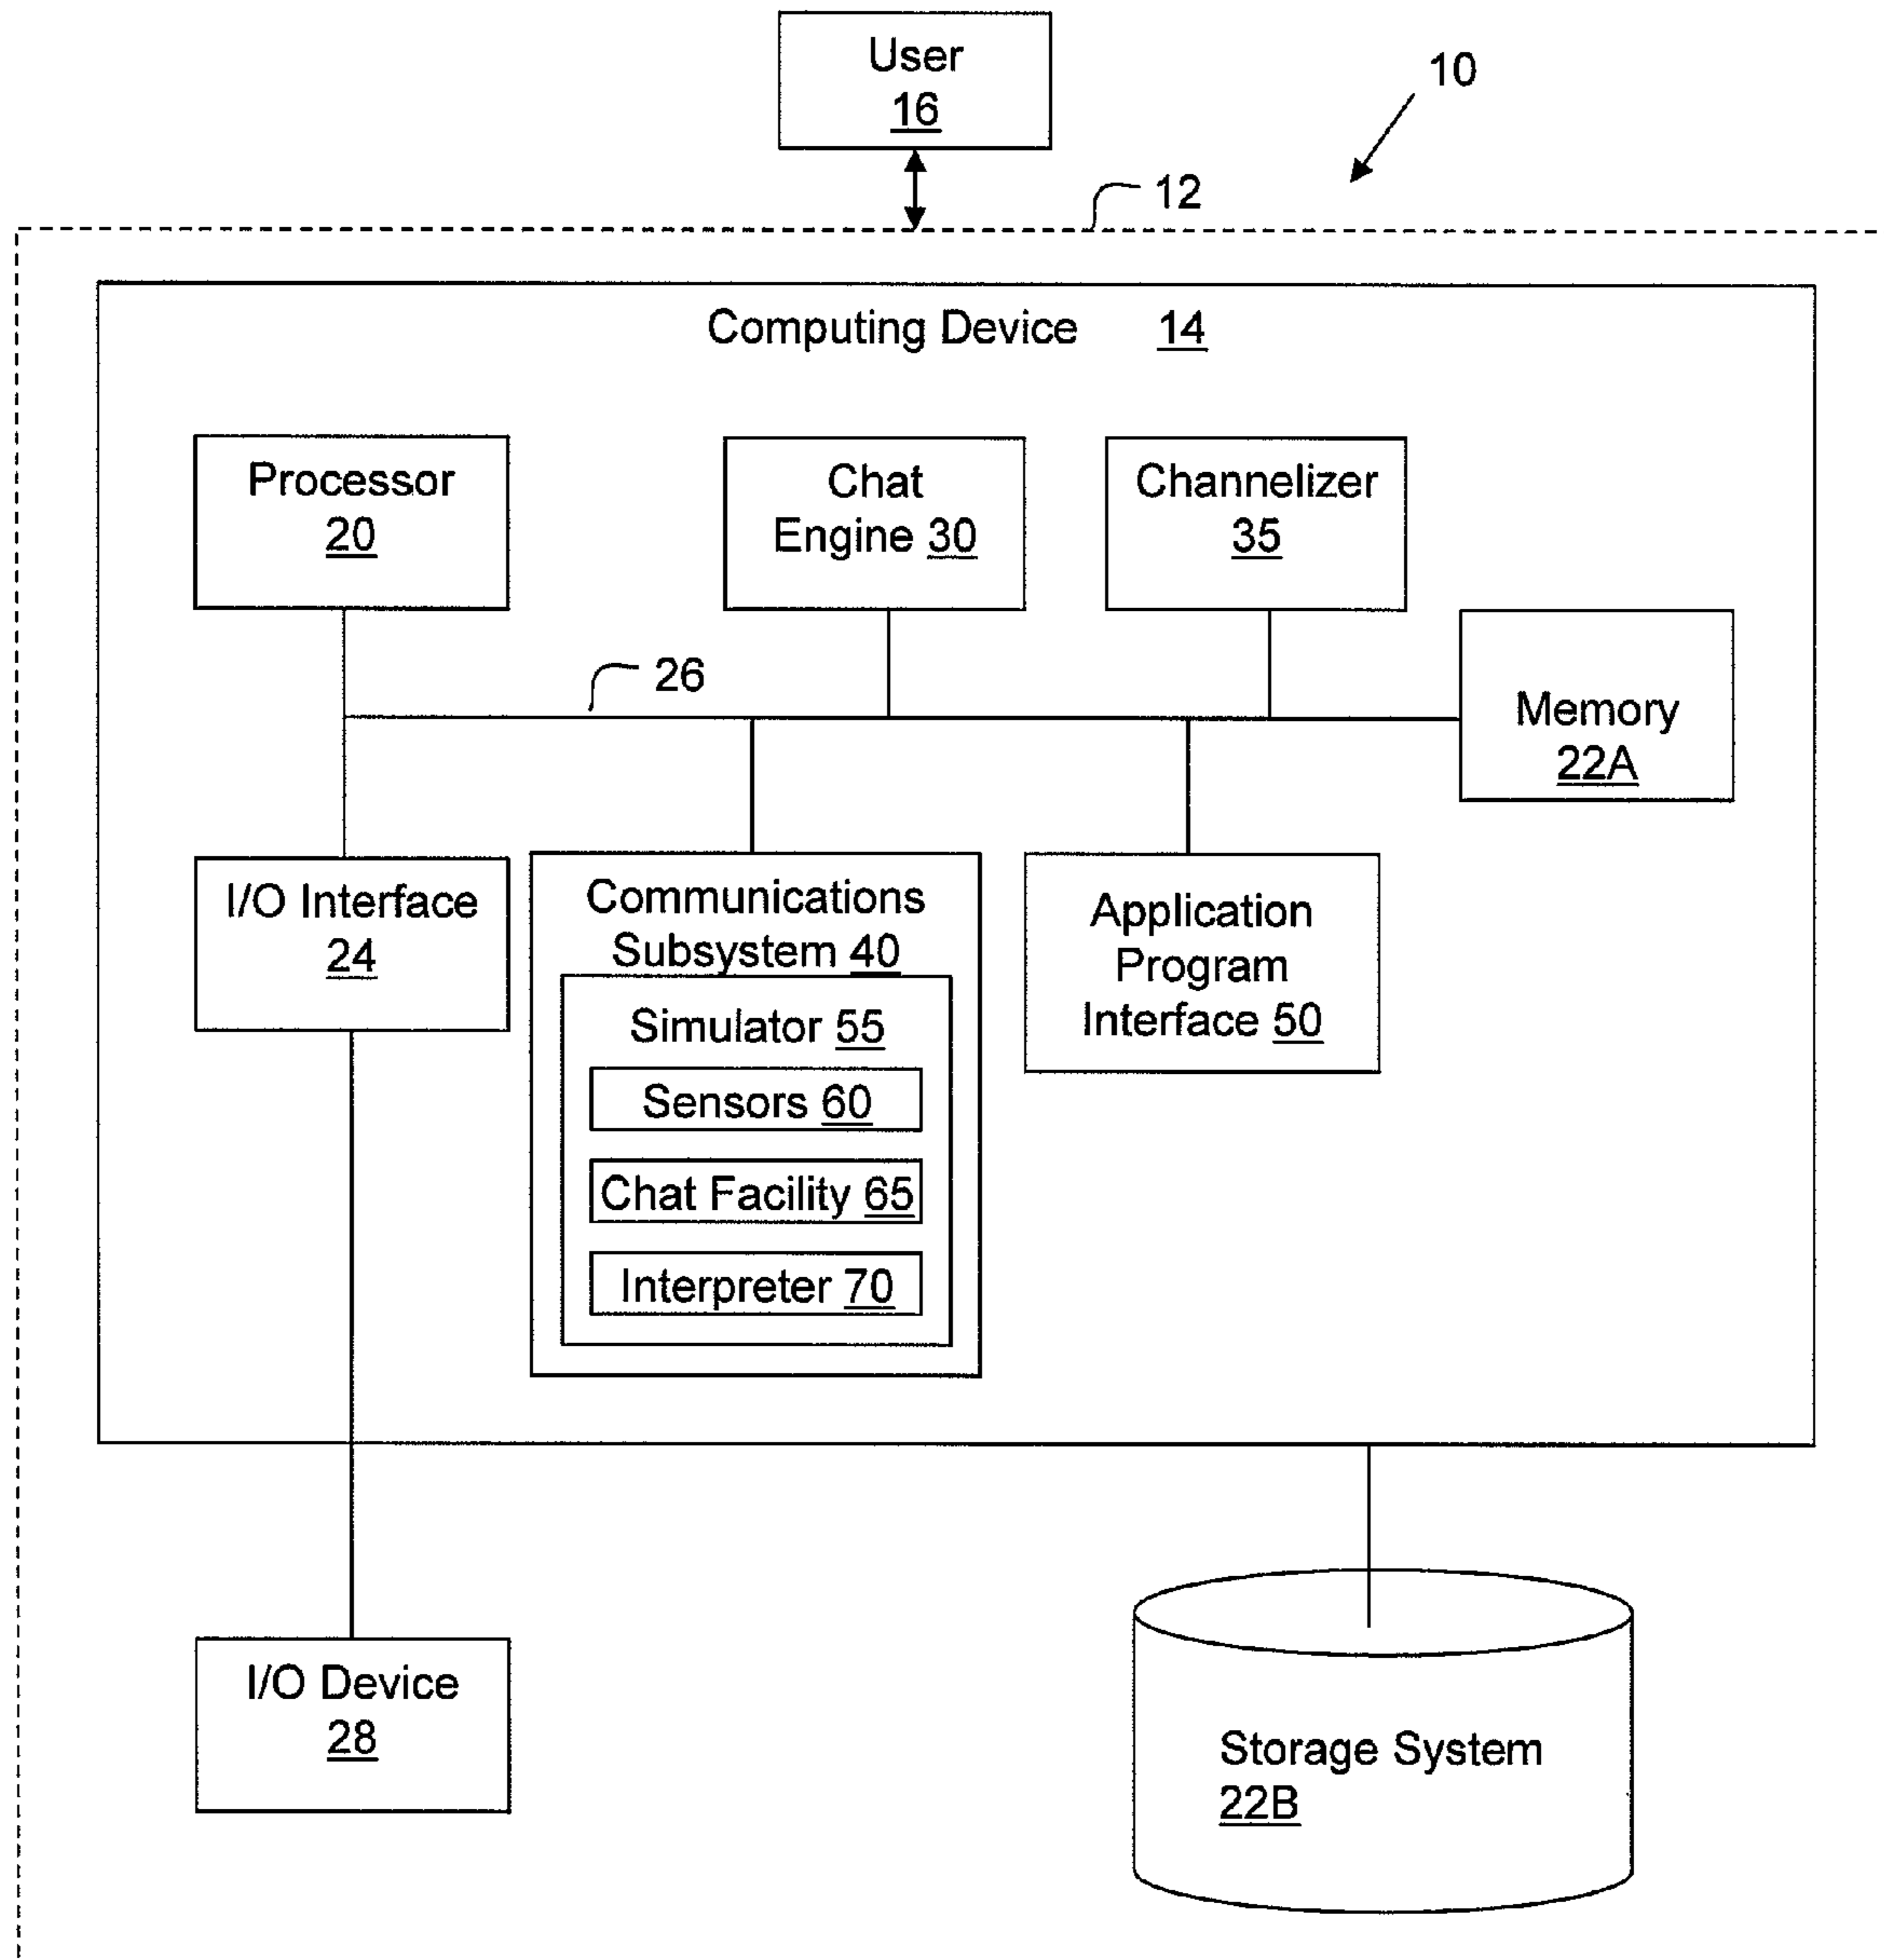 User
16
10
12
Computing Device 14
Processor
20
Chat
Engine 30
Channelizer
35
26
Memory
22A
I/O Interface
24
Communications
Subsystem 40
Simulator 55
Sensors 60
Chat Facility 65
Interpreter 70
Application
Program
Interface 50
I/O Device
28
Storage System
22B